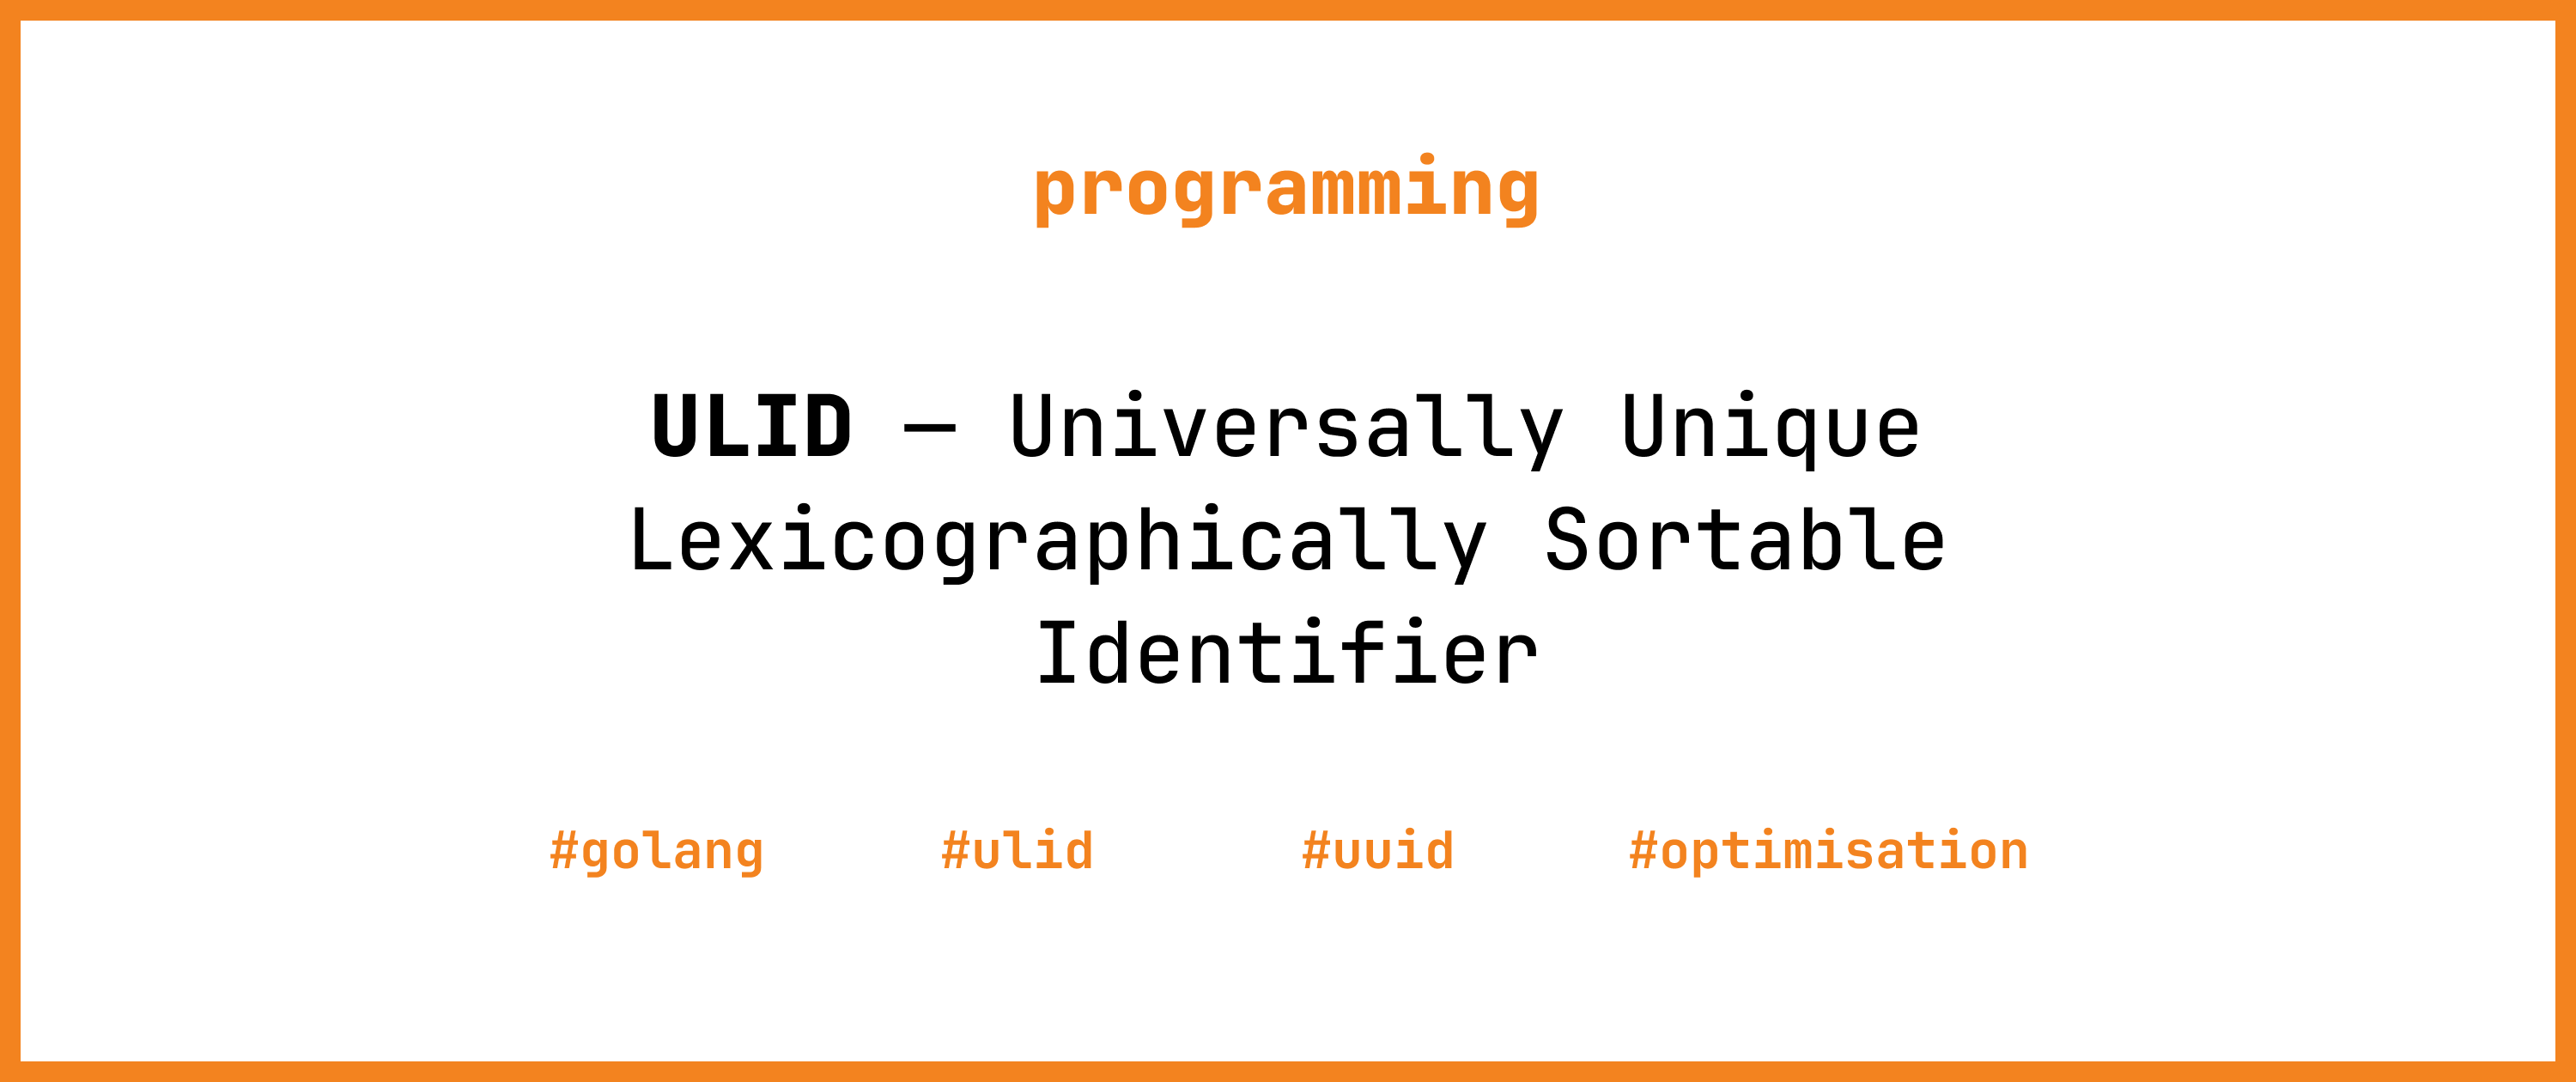 programming
ULID — Universally Unique
Lexicographically Sortable
Identifier
#golang #ulid #uuid #optimisation